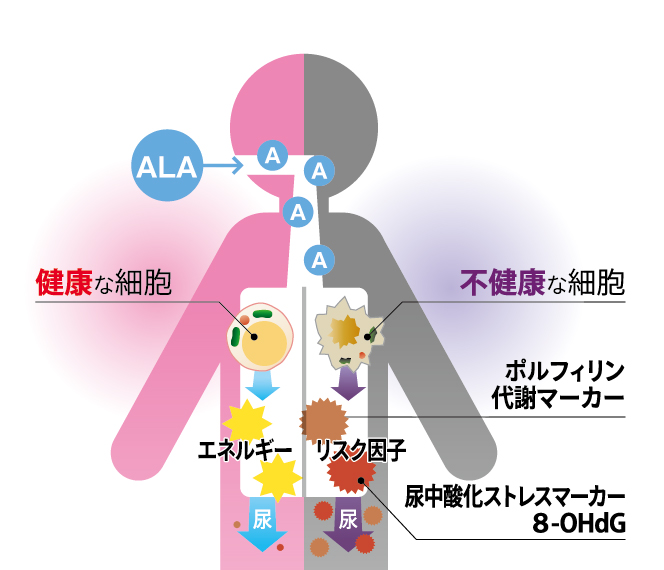 ALA
A
A
A
A
健康な細胞
不健康な細胞
ポルフィリン
代謝マーカー
エネルギー
リスク因子
尿中酸化ストレスマーカー
8-OHdG
尿
尿